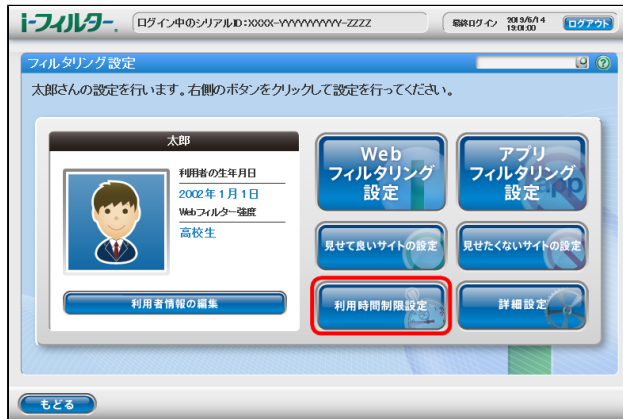 i-フィルター.
ログイン中のシリアルID:XXXX-YYYYYYYYY-ZZZZ
最終ログイン 2019/6/14 19:01:00
ログアウト
フィルタリング設定
太郎さんの設定を行います。右側のボタンをクリックして設定を行ってください。
太郎
利用者の生年月日
2002年1月1日
Webフィルター強度
高校生
利用者情報の編集
Web
フィルタリング
設定
アプリ
フィルタリング
設定
見せて良いサイトの設定
見せたくないサイトの設定
利用時間制限設定
詳細設定
もどる